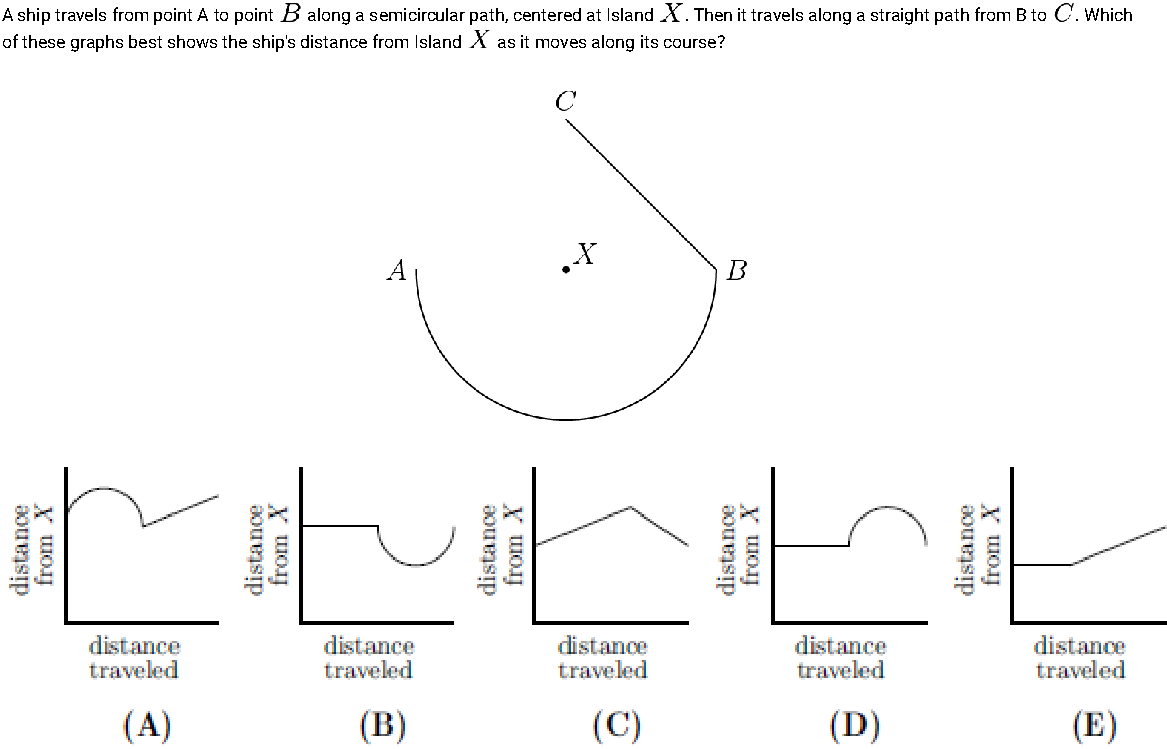 A ship travels from point A to point B along a semicircular path, centered at Island X. Then it travels along a straight path from B to C. Which
of these graphs best shows the ship's distance from Island X as it moves along its course?
C
A
X
B
distance
from X
distance
traveled
(A)
distance
from X
distance
traveled
(B)
distance
from X
distance
traveled
(C)
distance
from X
distance
traveled
(D)
distance
from X
distance
traveled
(E)